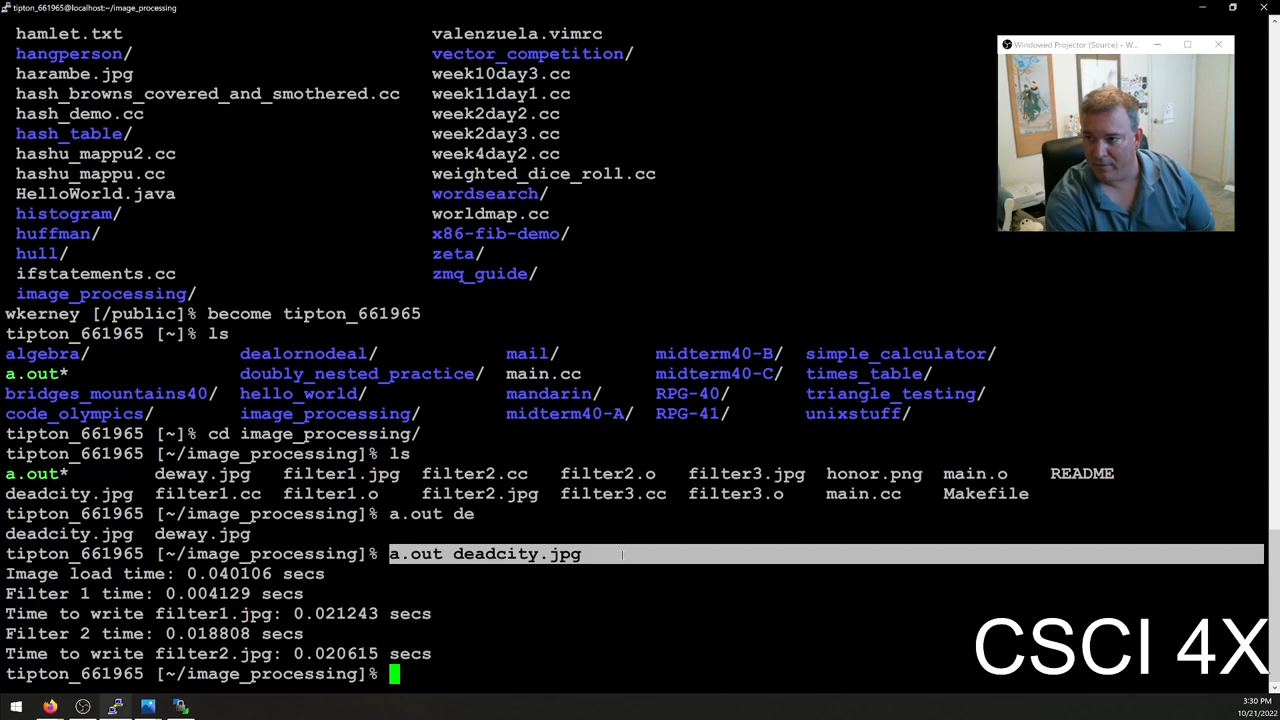 tipton_661965@localhost:~/image_processing
Windowed Projector (Source) - W...
hamlet.txt valenzuela.vimrc
hangperson/ vector_competition/
harambe.jpg week10day3.cc
hash_browns_covered_and_smothered.cc week11day1.cc
hash_demo.cc week2day2.cc
hash_table/ week2day3.cc
hashu_mappu2.cc week4day2.cc
hashu_mappu.cc weighted_dice_roll.cc
HelloWorld.java wordsearch/
histogram/ worldmap.cc
huffman/ x86-fib-demo/
hull/ zeta/
ifstatements.cc zmq_guide/
image_processing/
wkerney [/public]% become tipton_661965
tipton_661965 [~]% ls
algebra/ dealornodeal/ mail/ midterm40-B/ simple_calculator/
a.out* doubly_nested_practice/ main.cc midterm40-C/ times_table/
bridges_mountains40/ hello_world/ mandarin/ RPG-40/ triangle_testing/
code_olympics/ image_processing/ midterm40-A/ RPG-41/ unixstuff/
tipton_661965 [~]% cd image_processing/
tipton_661965 [~/image_processing]% ls
a.out* deway.jpg filter1.jpg filter2.cc filter2.o filter3.jpg honor.png main.o README
deadcity.jpg filter1.cc filter1.o filter2.jpg filter3.cc filter3.o main.cc Makefile
tipton_661965 [~/image_processing]% a.out de
deadcity.jpg deway.jpg
tipton_661965 [~/image_processing]% a.out deadcity.jpg
Image load time: 0.040106 secs
Filter 1 time: 0.004129 secs
Time to write filter1.jpg: 0.021243 secs
Filter 2 time: 0.018808 secs
Time to write filter2.jpg: 0.020615 secs
tipton_661965 [~/image_processing]%
CSCI 4X
3:30 PM
10/21/2022